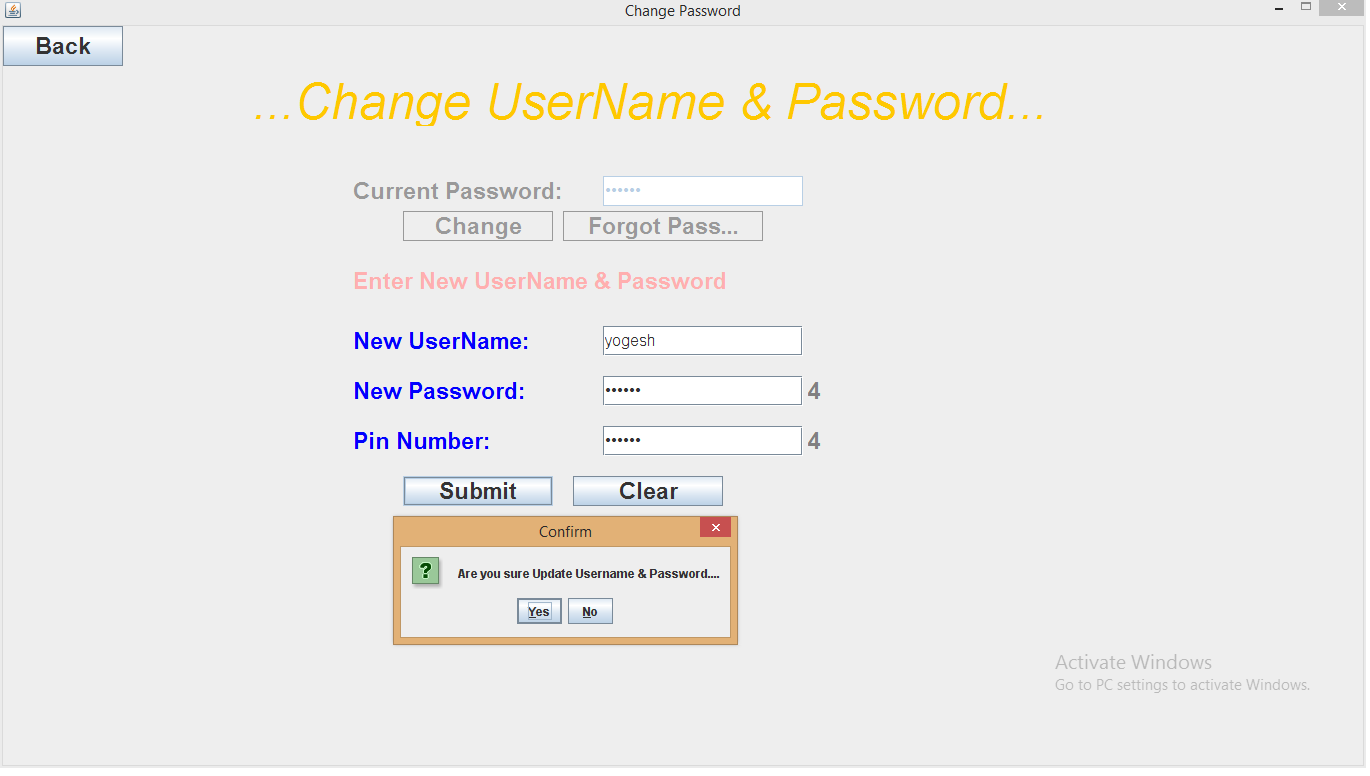 Change Password
Back
...Change UserName & Password...
Current Password: ••••••
Change Forgot Pass...
Enter New UserName & Password
New UserName: yogesh
New Password: •••••• 4
Pin Number: •••••• 4
Submit Clear
Confirm
? Are you sure Update Username & Password....
Yes No
Activate Windows
Go to PC settings to activate Windows.